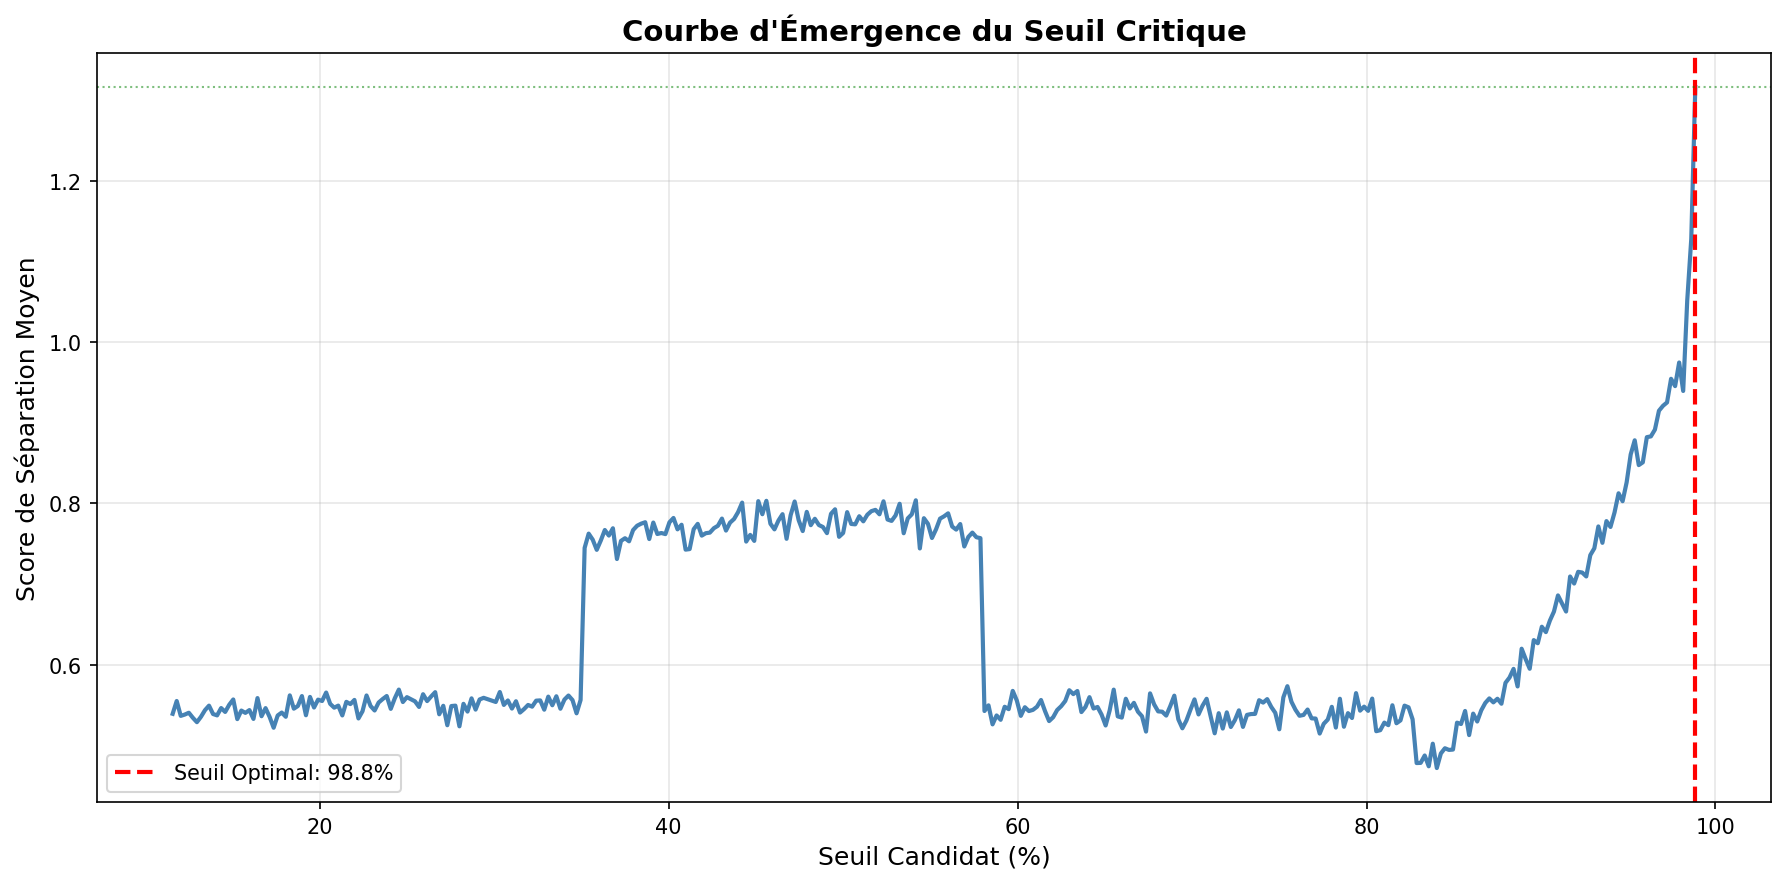 Courbe d'Émergence du Seuil Critique
Score de Séparation Moyen
1.2
1.0
0.8
0.6
Seuil Optimal: 98.8%
20
40
60
80
100
Seuil Candidat (%)